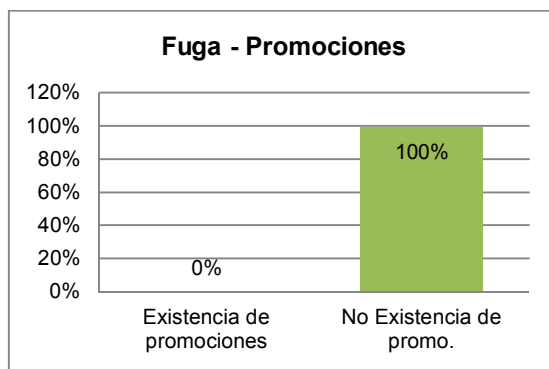 Fuga - Promociones
120%
100%
80%
60%
40%
20%
0%
0%
100%
Existencia de
promociones
No Existencia de
promo.